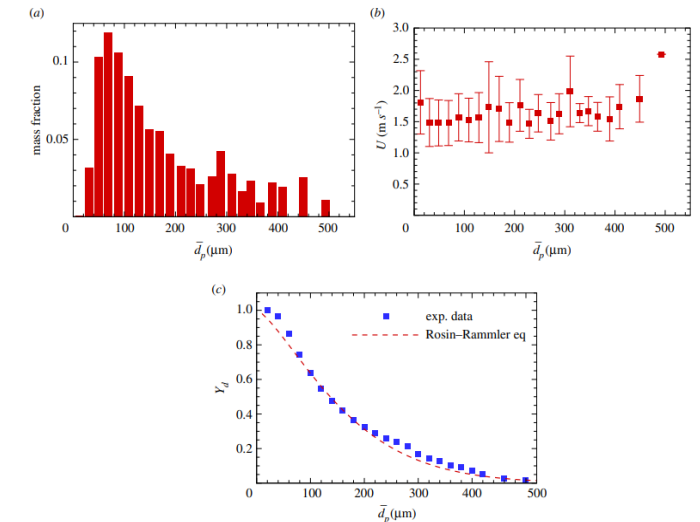 (a)
0.1
0.05
mass fraction
0 100 200 300 400 500
d̅p(μm)
(b)
3.0
2.5
2.0
1.5
1.0
0.5
U (m s⁻¹)
0 100 200 300 400 500
d̅p(μm)
(c)
1.0
0.8
0.6
0.4
0.2
Yd
exp. data
Rosin–Rammler eq
0 100 200 300 400 500
d̅p(μm)